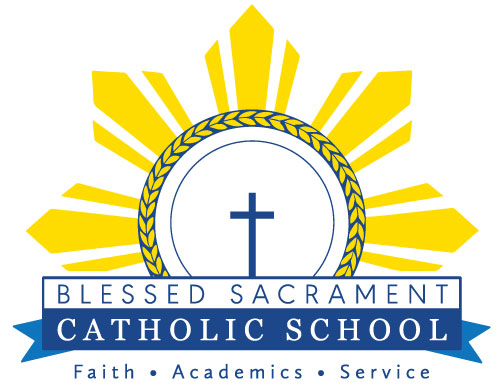 BLESSED SACRAMENT
CATHOLIC SCHOOL
Faith • Academics • Service